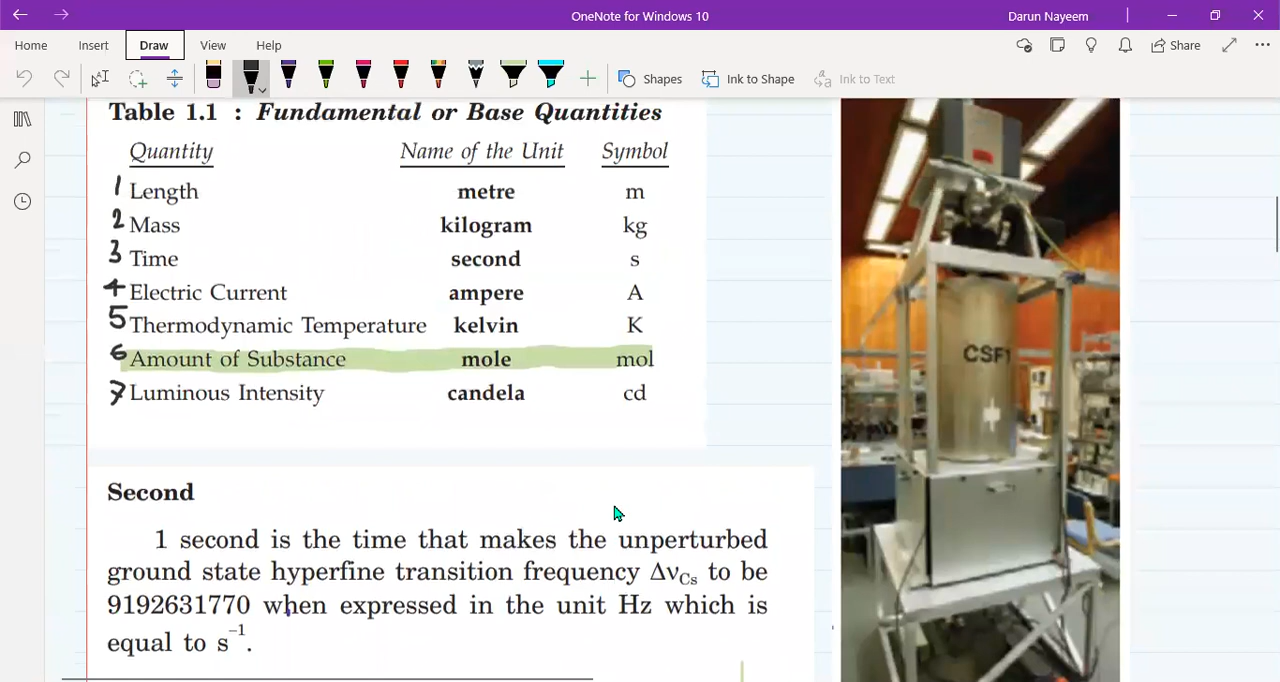 OneNote for Windows 10
Darun Nayeem
Home Insert Draw View Help
Share
Shapes Ink to Shape Ink to Text
Table 1.1 : Fundamental or Base Quantities
Quantity Name of the Unit Symbol
1 Length metre m
2 Mass kilogram kg
3 Time second s
4 Electric Current ampere A
5 Thermodynamic Temperature kelvin K
6 Amount of Substance mole mol
7 Luminous Intensity candela cd
CSF1
Second
1 second is the time that makes the unperturbed
ground state hyperfine transition frequency ΔνCs to be
9192631770 when expressed in the unit Hz which is
equal to s⁻¹.